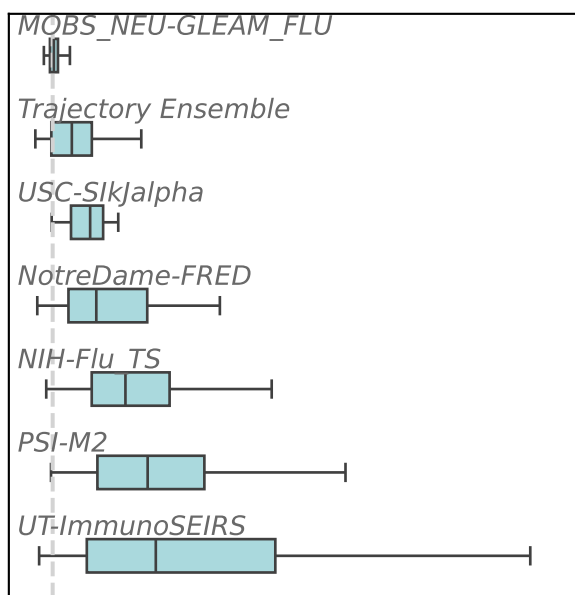 MOBS_NEU-GLEAM_FLU
Trajectory Ensemble
USC-SIkJalpha
NotreDame-FRED
NIH-Flu_TS
PSI-M2
UT-ImmunoSEIRS